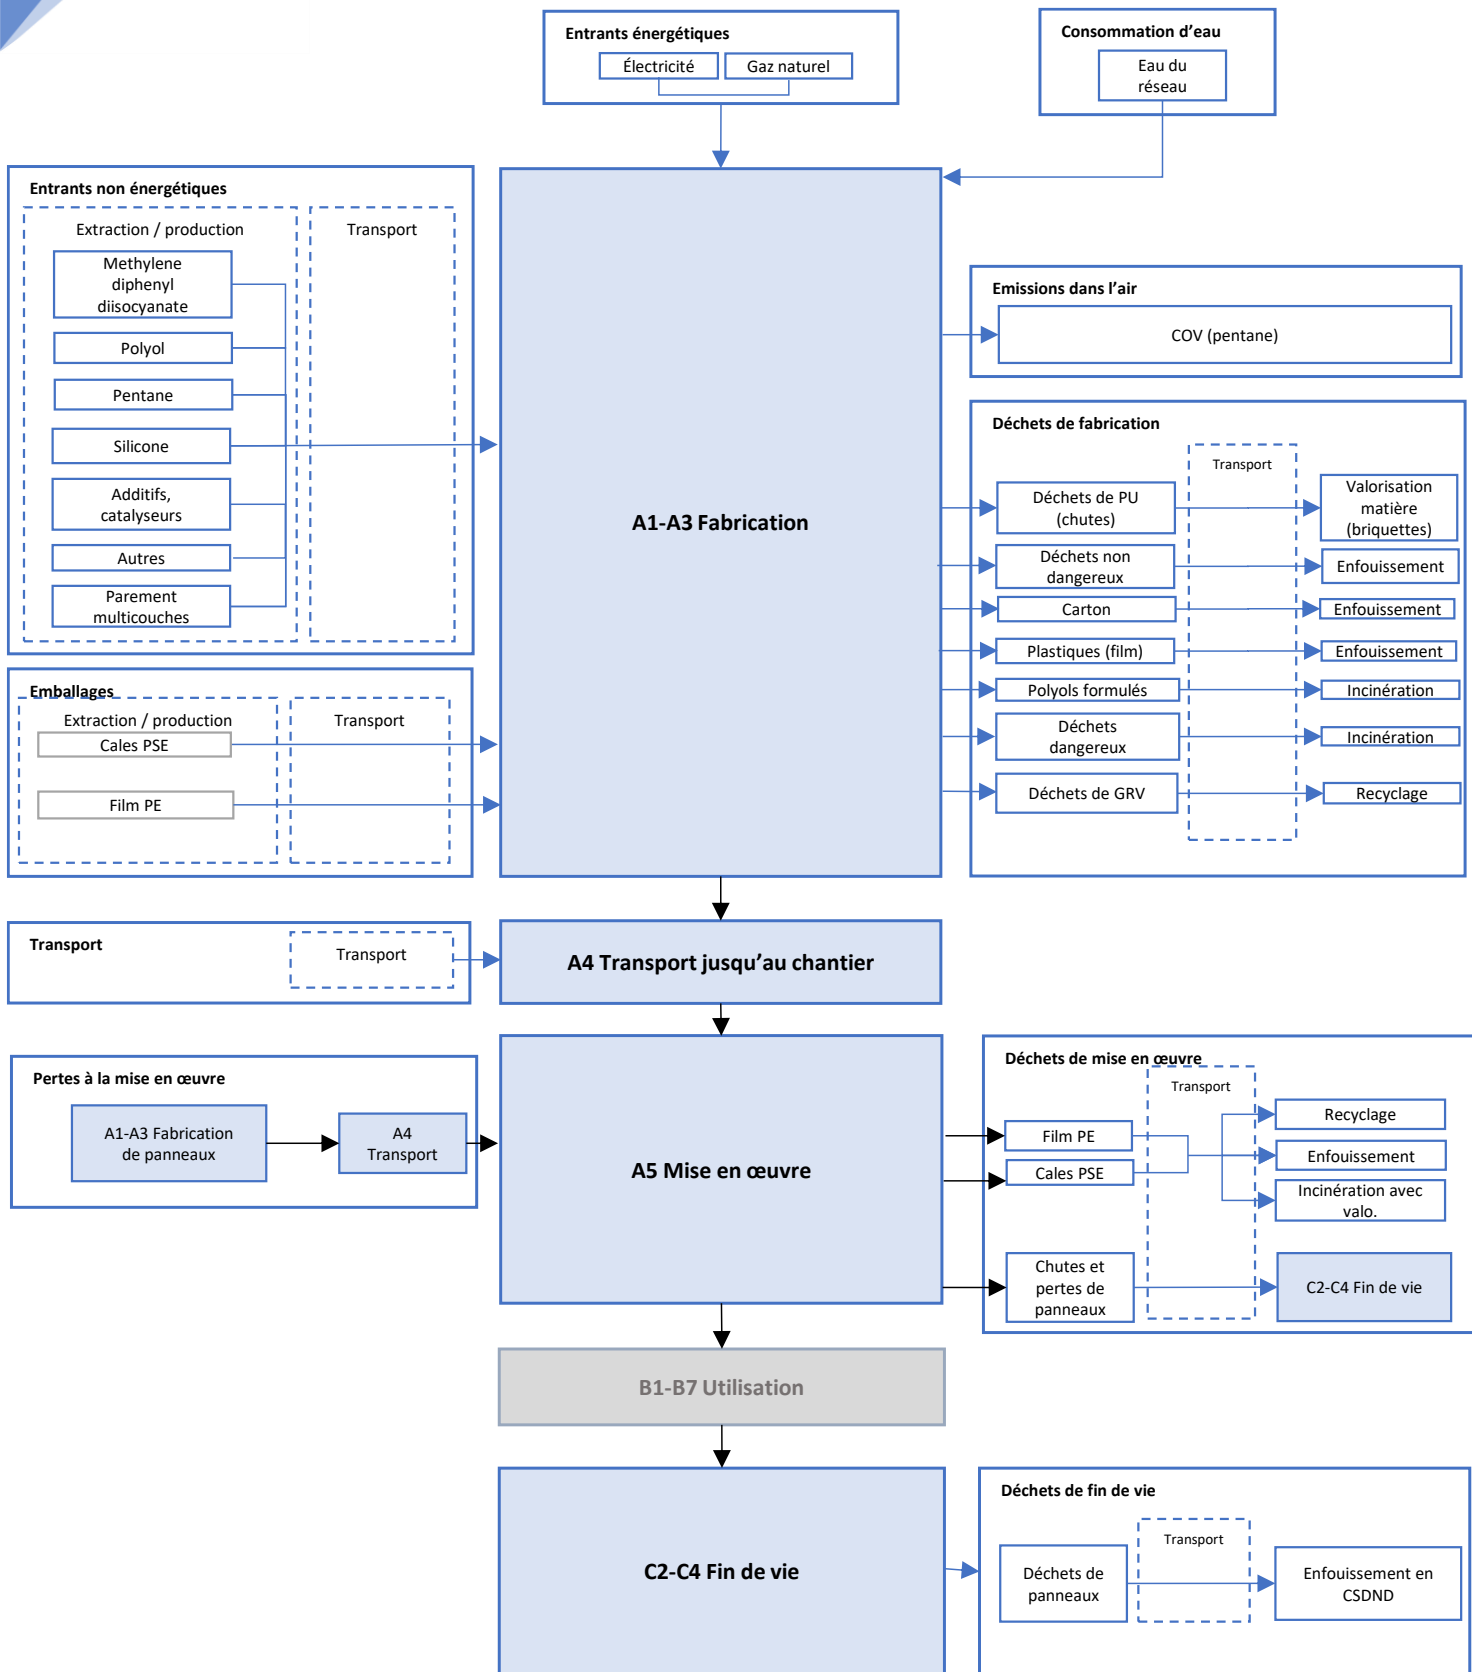 Entrants énergétiques
Électricité
Gaz naturel
Consommation d'eau
Eau du
réseau
Entrants non énergétiques
Extraction / production
Transport
Methylene
diphenyl
diisocyanate
Polyol
Pentane
Silicone
Additifs,
catalyseurs
Autres
Parement
multicouches
Emballages
Extraction / production
Transport
Cales PSE
Film PE
A1-A3 Fabrication
Emissions dans l'air
COV (pentane)
Déchets de fabrication
Transport
Déchets de PU
(chutes)
Valorisation
matière
(briquettes)
Déchets non
dangereux
Enfouissement
Carton
Enfouissement
Plastiques (film)
Enfouissement
Polyols formulés
Incinération
Déchets
dangereux
Incinération
Déchets de GRV
Recyclage
Transport
Transport
A4 Transport jusqu'au chantier
Pertes à la mise en œuvre
A1-A3 Fabrication
de panneaux
A4
Transport
A5 Mise en œuvre
Déchets de mise en œuvre
Transport
Film PE
Cales PSE
Recyclage
Enfouissement
Incinération avec
valo.
Chutes et
pertes de
panneaux
C2-C4 Fin de vie
B1-B7 Utilisation
C2-C4 Fin de vie
Déchets de fin de vie
Transport
Déchets de
panneaux
Enfouissement en
CSDND